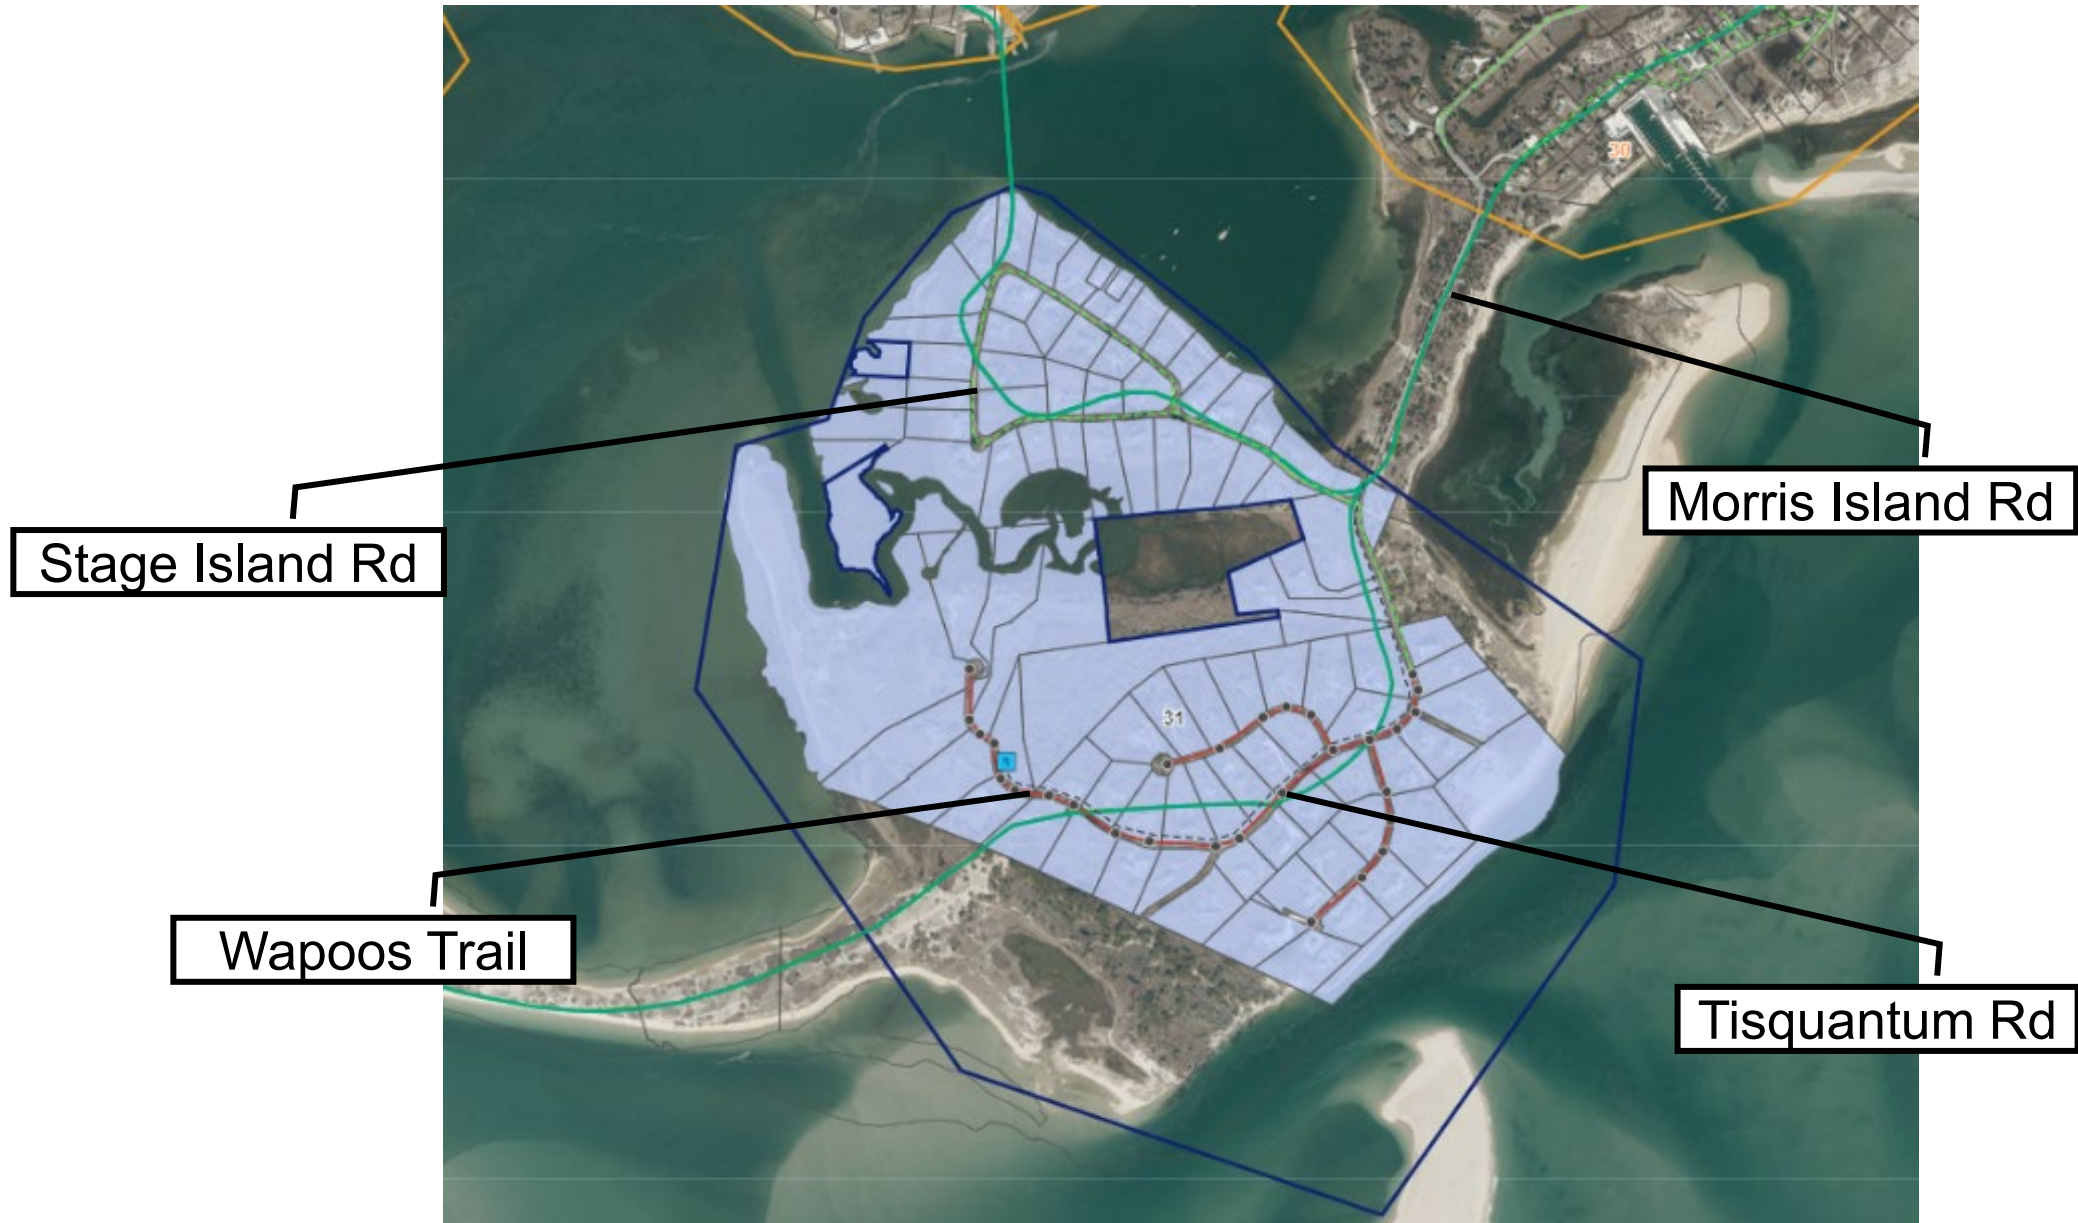 30
Stage Island Rd
Morris Island Rd
31
Wapoos Trail
Tisquantum Rd